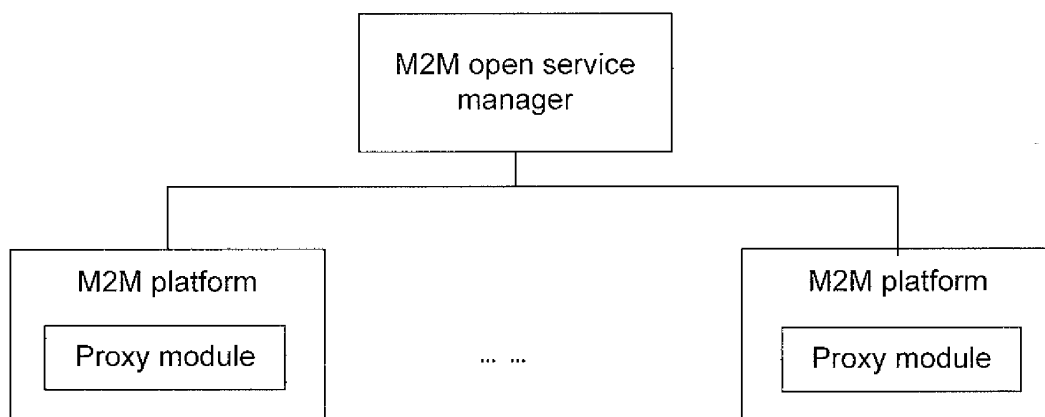 M2M open service
manager
M2M platform
M2M platform
Proxy module
... ...
Proxy module